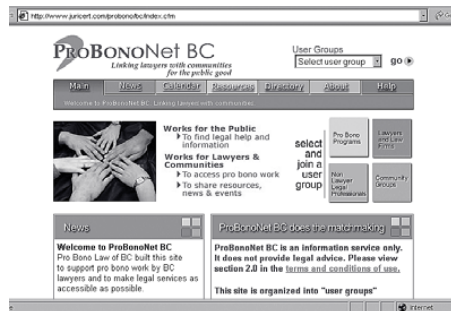 http://www.juricert.com/probono/bc/index.cfm
PROBONONET BC
Linking lawyers with communities
for the public good
User Groups
Select user group
go
Main News Calendar Resources Directory About Help
Welcome to ProBonoNet BC. Linking lawyers with communities.
Works for the Public
To find legal help and
information
Works for Lawyers &
Communities
To access pro bono work
To share resources,
news & events
select
and
join a
user
group
Pro Bono
Programs
Lawyers
and Law
Firms
Non
Lawyer
Legal
Professionals
Community
Groups
News
Welcome to ProBonoNet BC
Pro Bono Law of BC built this site
to support pro bono work by BC
lawyers and to make legal services as
accessible as possible.
ProBonoNet BC does the matchmaking
ProBonoNet BC is an information service only.
It does not provide legal advice. Please view
section 2.0 in the terms and conditions of use.
This site is organized into "user groups"
Internet